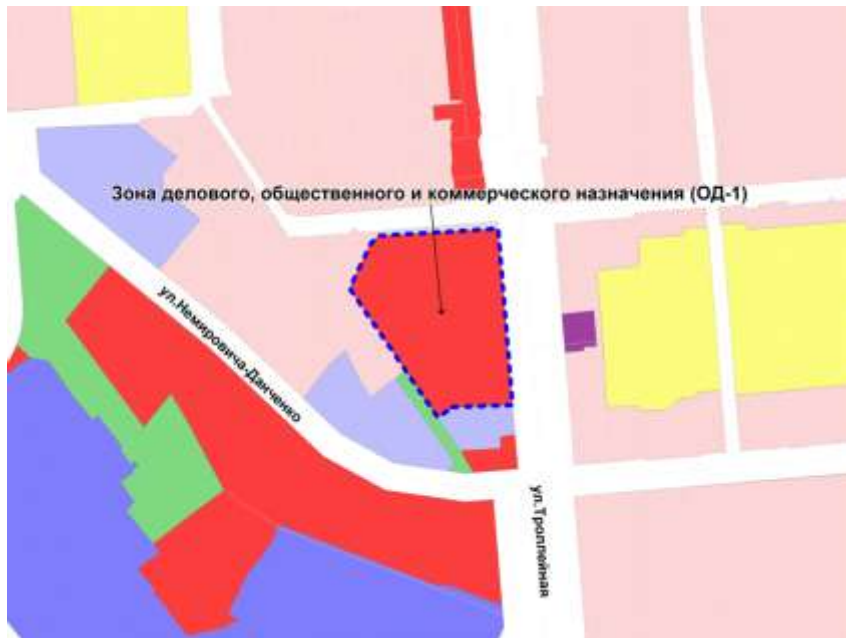 Зона делового, общественного и коммерческого назначения (ОД-1)
ул.Немировича-Данченко
ул.Троллейная